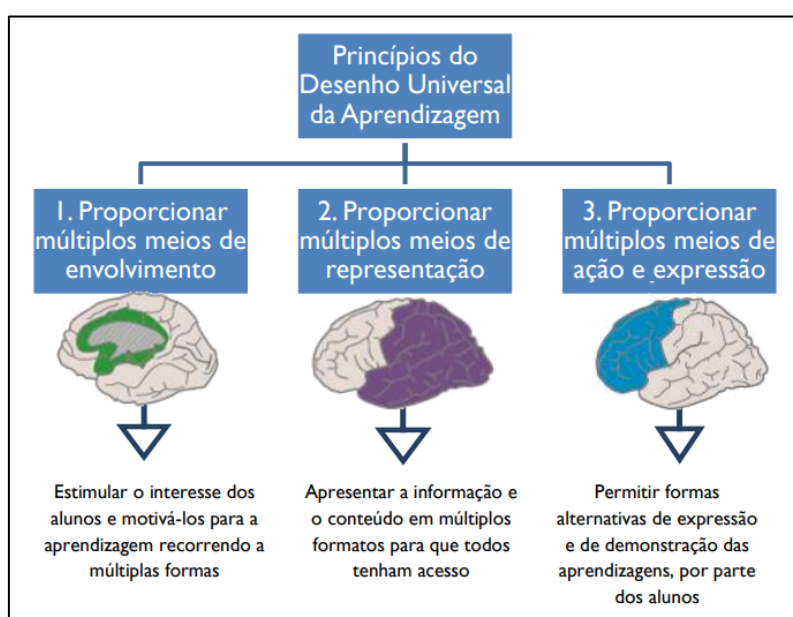 Princípios do
Desenho Universal
da Aprendizagem
1. Proporcionar
múltiplos meios de
envolvimento
2. Proporcionar
múltiplos meios de
representação
3. Proporcionar
múltiplos meios de
ação e expressão
Estimular o interesse dos
alunos e motivá-los para a
aprendizagem recorrendo a
múltiplas formas
Apresentar a informação e
o conteúdo em múltiplos
formatos para que todos
tenham acesso
Permitir formas
alternativas de expressão
e de demonstração das
aprendizagens, por parte
dos alunos